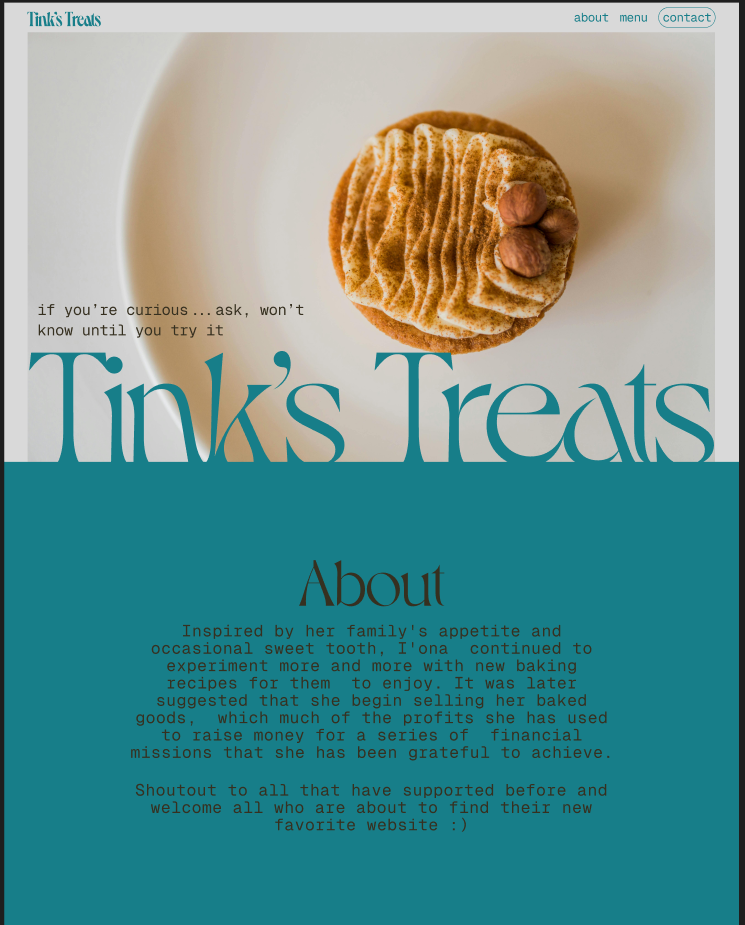 Tink's Treats
about menu contact
if you're curious...ask, won't
know until you try it
Tink's Treats
About
Inspired by her family's appetite and
occasional sweet tooth, I'ona  continued to
experiment more and more with new baking
recipes for them  to enjoy. It was later
suggested that she begin selling her baked
goods,  which much of the profits she has used
to raise money for a series of  financial
missions that she has been grateful to achieve.
Shoutout to all that have supported before and
welcome all who are about to find their new
favorite website :)